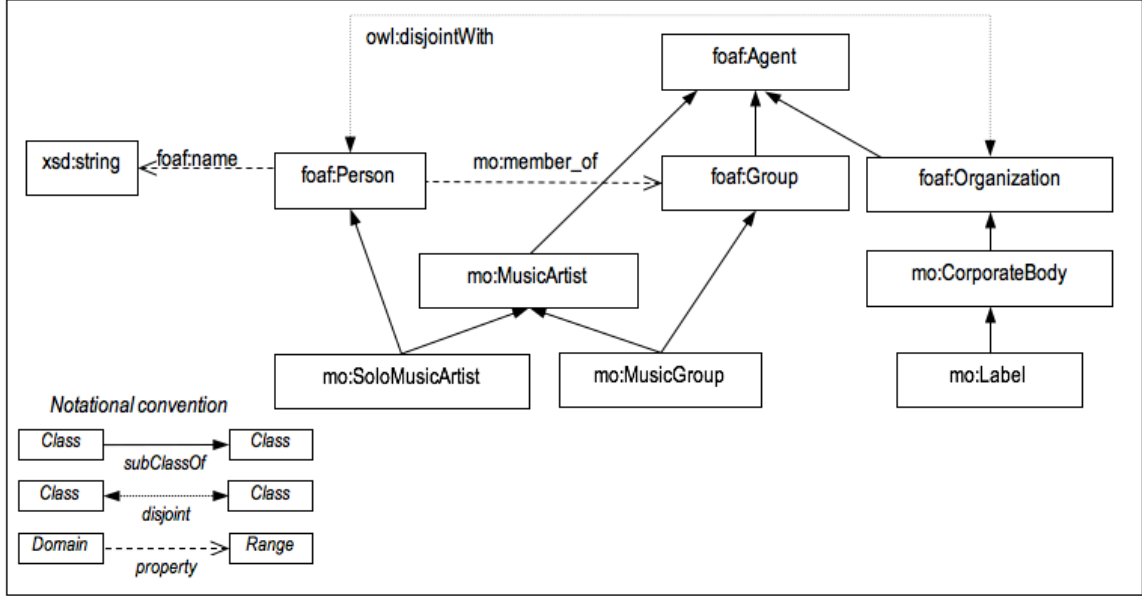 owl:disjointWith
foaf:Agent
xsd:string
foaf:name
foaf:Person
mo:member_of
foaf:Group
foaf:Organization
mo:MusicArtist
mo:CorporateBody
mo:SoloMusicArtist
mo:MusicGroup
mo:Label
Notational convention
Class
Class
subClassOf
Class
Class
disjoint
Domain
Range
property